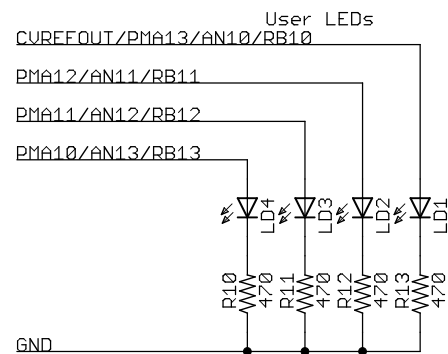 User LEDs
CVREFOUT/PMA13/AN10/RB10
PMA12/AN11/RB11
PMA11/AN12/RB12
PMA10/AN13/RB13
LD4
LD3
LD2
LD1
R10
470
R11
470
R12
470
R13
470
GND